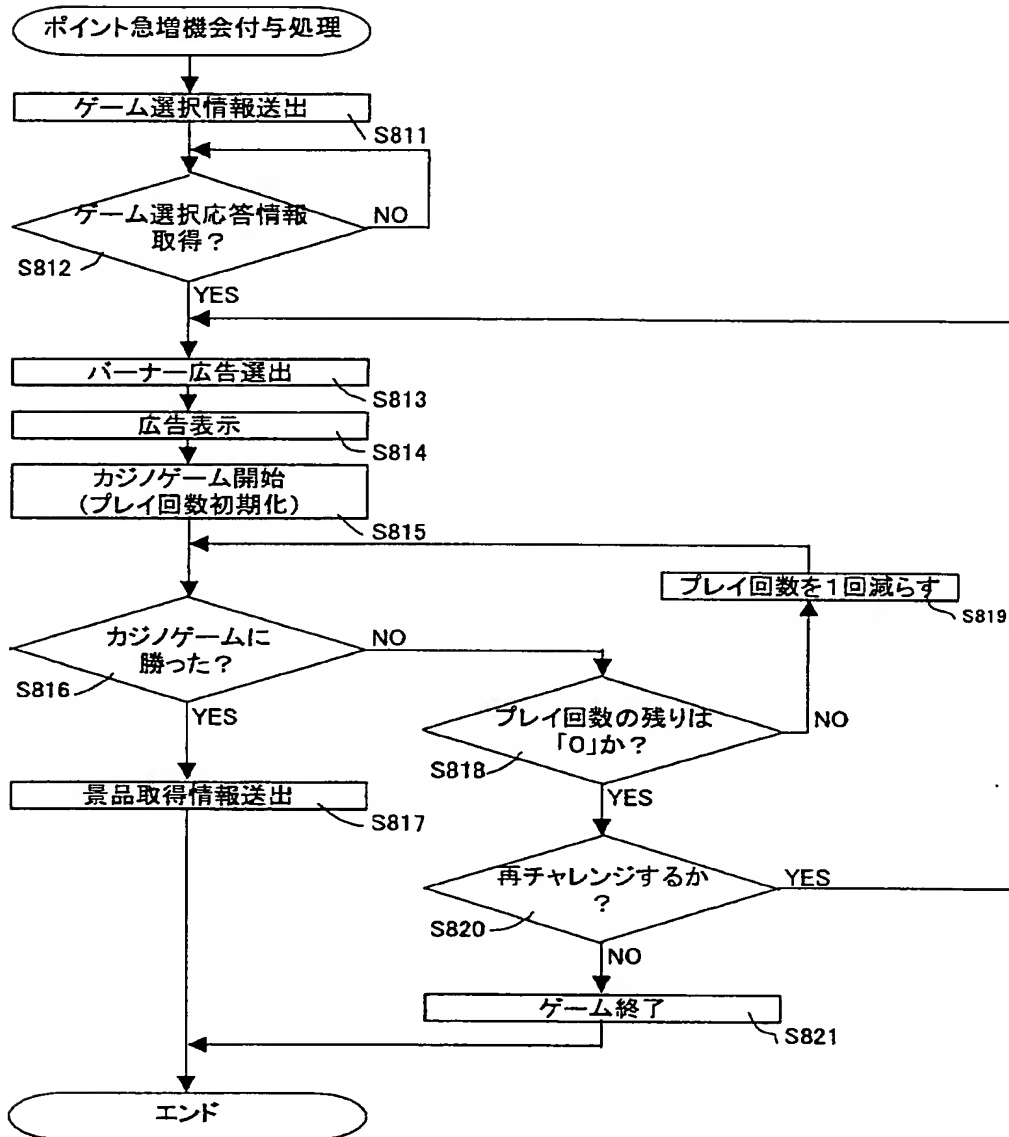 ポイント急増機会付与処理
ゲーム選択情報送出
S811
ゲーム選択応答情報
取得？
NO
S812
YES
バーナー広告選出
S813
広告表示
S814
カジノゲーム開始
(プレイ回数初期化)
S815
プレイ回数を1回減らす
S819
カジノゲームに
勝った？
NO
S816
YES
プレイ回数の残りは
「0」か？
NO
S818
YES
景品取得情報送出
S817
再チャレンジするか
？
YES
S820
NO
ゲーム終了
S821
エンド